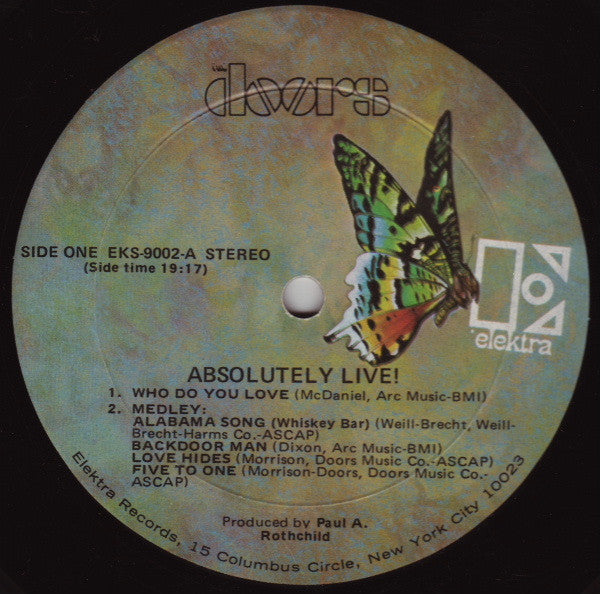 the doors
SIDE ONE EKS-9002-A STEREO
(Side time 19:17)
elektra
ABSOLUTELY LIVE!
1. WHO DO YOU LOVE (McDaniel, Arc Music-BMI)
2. MEDLEY:
ALABAMA SONG (Whiskey Bar) (Weill-Brecht, Weill-
Brecht-Harms Co.-ASCAP)
BACKDOOR MAN (Dixon, Arc Music-BMI)
LOVE HIDES (Morrison, Doors Music Co.-ASCAP)
FIVE TO ONE (Morrison-Doors, Doors Music Co.-
ASCAP)
Produced by Paul A.
Rothchild
Elektra Records, 15 Columbus Circle, New York City 10023